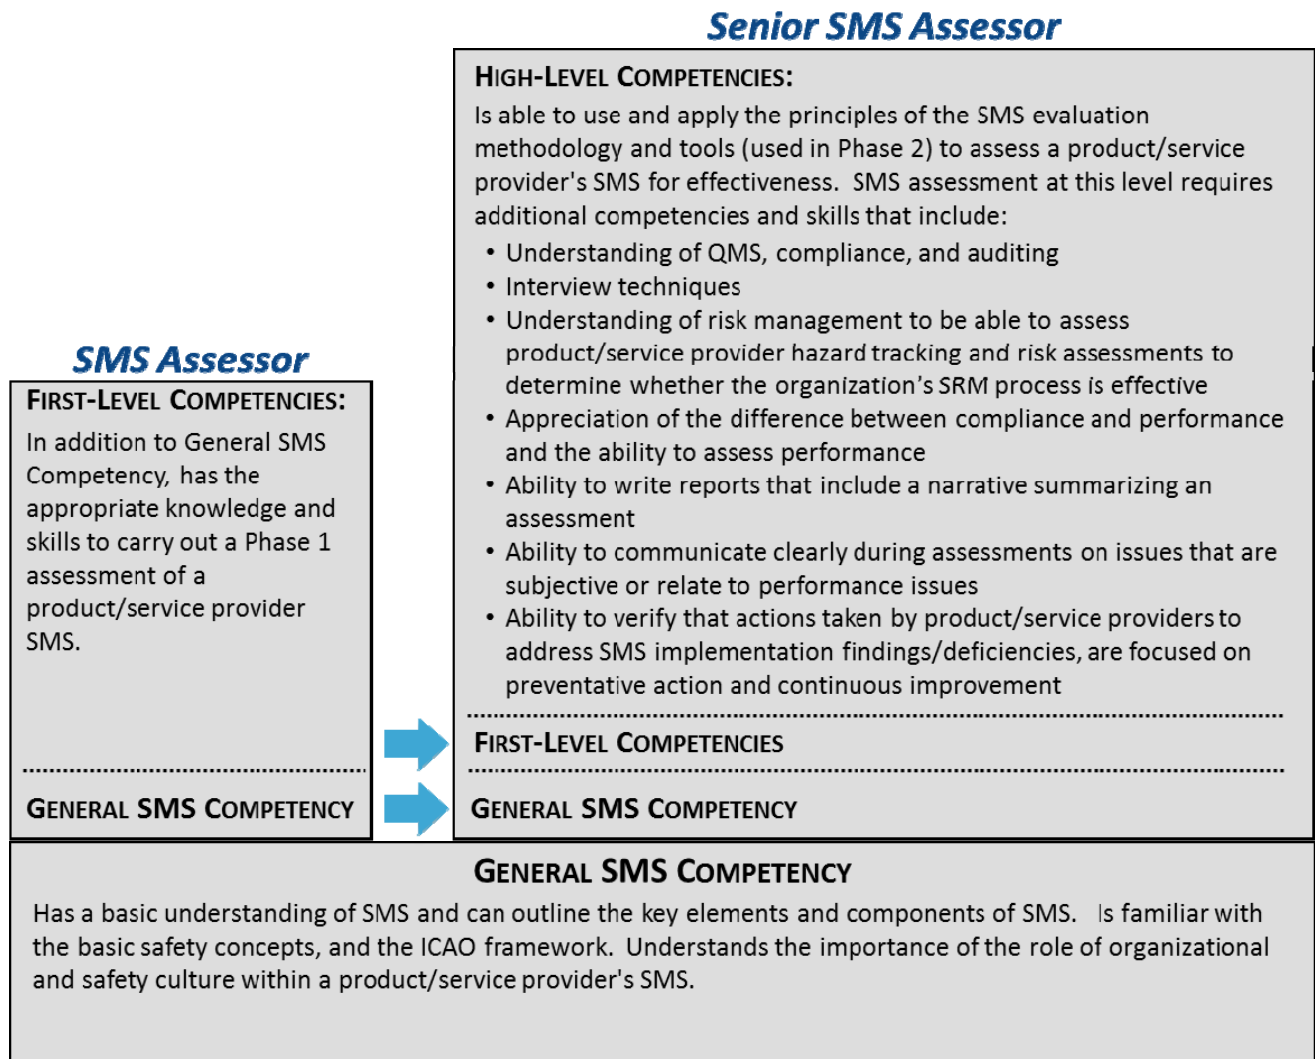 Senior SMS Assessor
HIGH-LEVEL COMPETENCIES:
Is able to use and apply the principles of the SMS evaluation
methodology and tools (used in Phase 2) to assess a product/service
provider's SMS for effectiveness.  SMS assessment at this level requires
additional competencies and skills that include:
• Understanding of QMS, compliance, and auditing
• Interview techniques
• Understanding of risk management to be able to assess
product/service provider hazard tracking and risk assessments to
determine whether the organization's SRM process is effective
• Appreciation of the difference between compliance and performance
and the ability to assess performance
• Ability to write reports that include a narrative summarizing an
assessment
• Ability to communicate clearly during assessments on issues that are
subjective or relate to performance issues
• Ability to verify that actions taken by product/service providers to
address SMS implementation findings/deficiencies, are focused on
preventative action and continuous improvement
FIRST-LEVEL COMPETENCIES
GENERAL SMS COMPETENCY
SMS Assessor
FIRST-LEVEL COMPETENCIES:
In addition to General SMS
Competency, has the
appropriate knowledge and
skills to carry out a Phase 1
assessment of a
product/service provider
SMS.
GENERAL SMS COMPETENCY
GENERAL SMS COMPETENCY
Has a basic understanding of SMS and can outline the key elements and components of SMS.   Is familiar with
the basic safety concepts, and the ICAO framework.  Understands the importance of the role of organizational
and safety culture within a product/service provider's SMS.